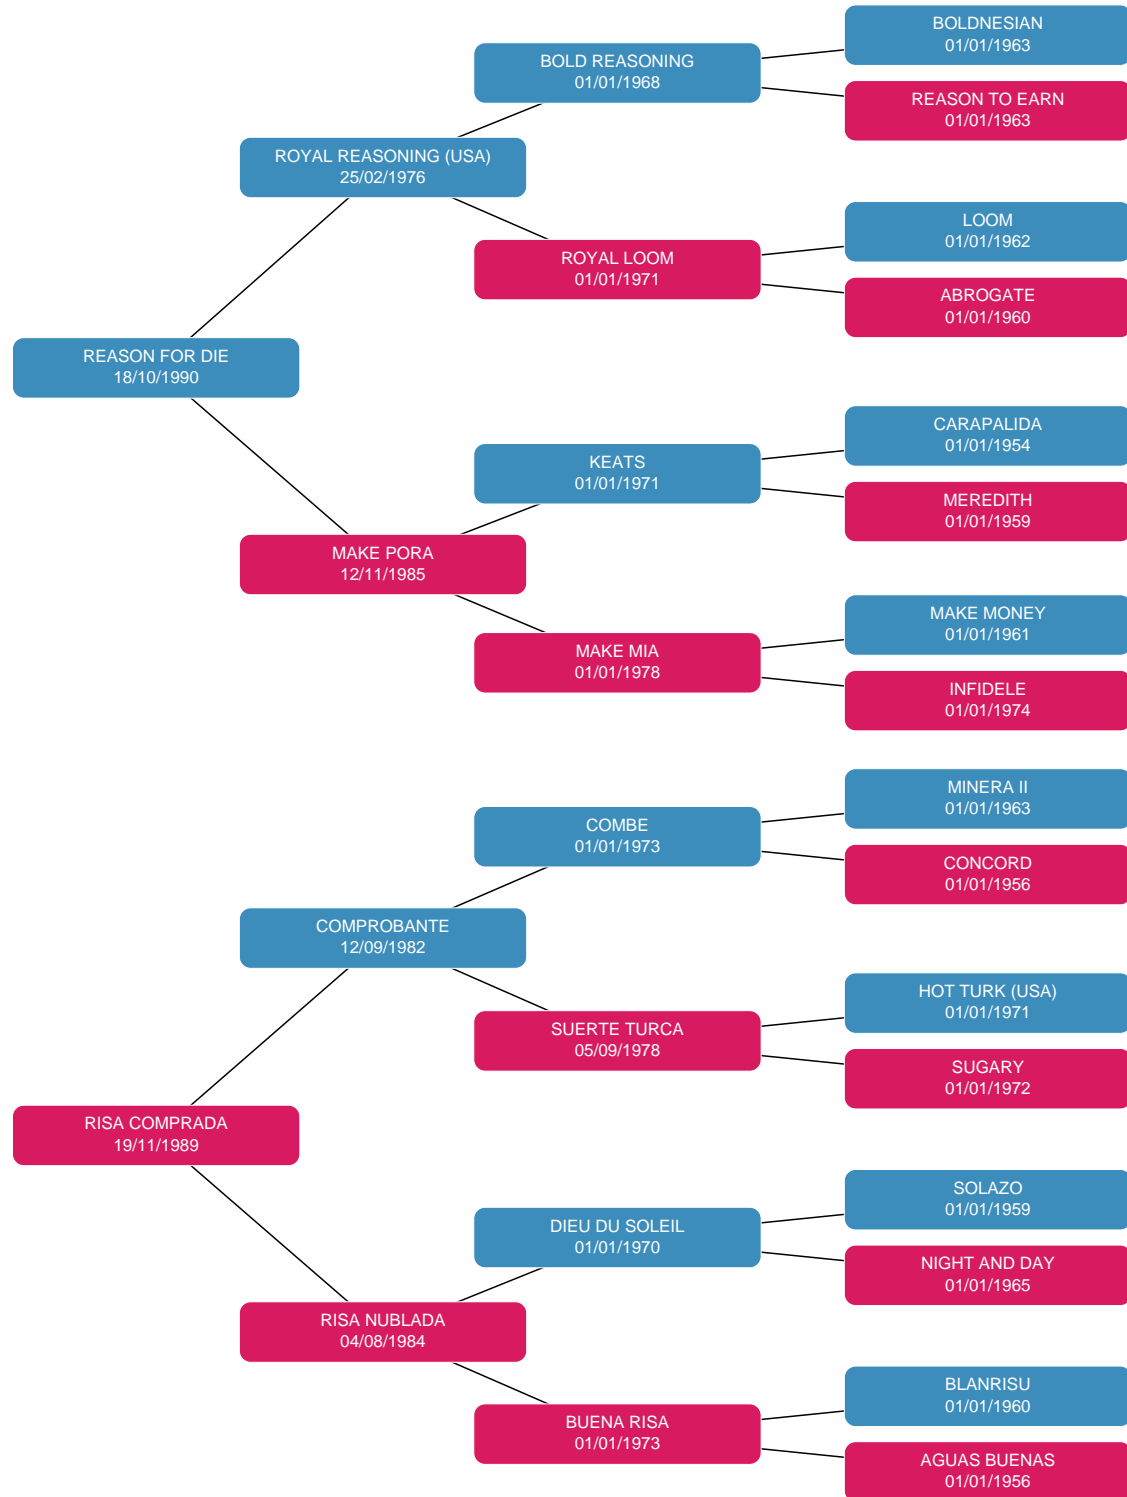 BOLDNESIAN
01/01/1963
BOLD REASONING
01/01/1968
REASON TO EARN
01/01/1963
ROYAL REASONING (USA)
25/02/1976
LOOM
01/01/1962
ROYAL LOOM
01/01/1971
ABROGATE
01/01/1960
REASON FOR DIE
18/10/1990
CARAPALIDA
01/01/1954
KEATS
01/01/1971
MEREDITH
01/01/1959
MAKE PORA
12/11/1985
MAKE MONEY
01/01/1961
MAKE MIA
01/01/1978
INFIDELE
01/01/1974
MINERA II
01/01/1963
COMBE
01/01/1973
CONCORD
01/01/1956
COMPROBANTE
12/09/1982
HOT TURK (USA)
01/01/1971
SUERTE TURCA
05/09/1978
SUGARY
01/01/1972
RISA COMPRADA
19/11/1989
SOLAZO
01/01/1959
DIEU DU SOLEIL
01/01/1970
NIGHT AND DAY
01/01/1965
RISA NUBLADA
04/08/1984
BLANRISU
01/01/1960
BUENA RISA
01/01/1973
AGUAS BUENAS
01/01/1956